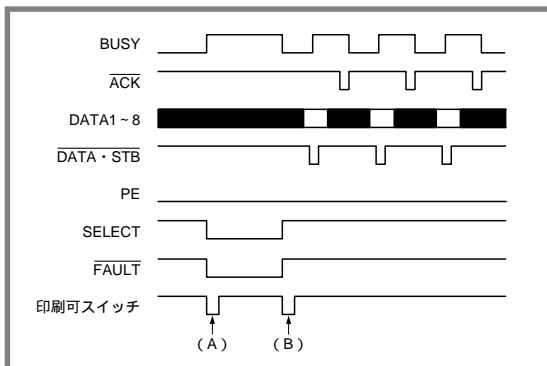 BUSY
ACK
DATA1~8
DATA・STB
PE
SELECT
FAULT
印刷可スイッチ
(A) (B)